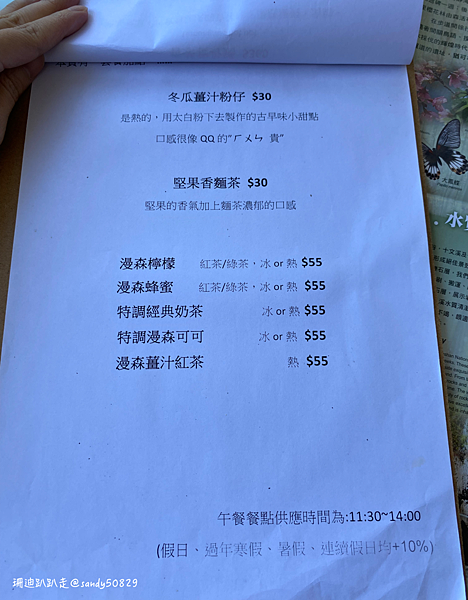 冬瓜薑汁粉仔 $30
是熱的，用太白粉下去製作的古早味小甜點
口感很像 QQ 的“ㄏㄨㄣ 貴”
堅果香麵茶 $30
堅果的香氣加上麵茶濃郁的口感
漫森檸檬 紅茶/綠茶，冰 or 熱 $55
漫森蜂蜜 紅茶/綠茶，冰 or 熱 $55
特調經典奶茶 冰 or 熱 $55
特調漫森可可 冰 or 熱 $55
漫森薑汁紅茶 熱 $55
午餐餐點供應時間為:11:30~14:00
(假日、過年寒假、暑假、連續假日均+10%)
珊迪趴趴走@sandy50829